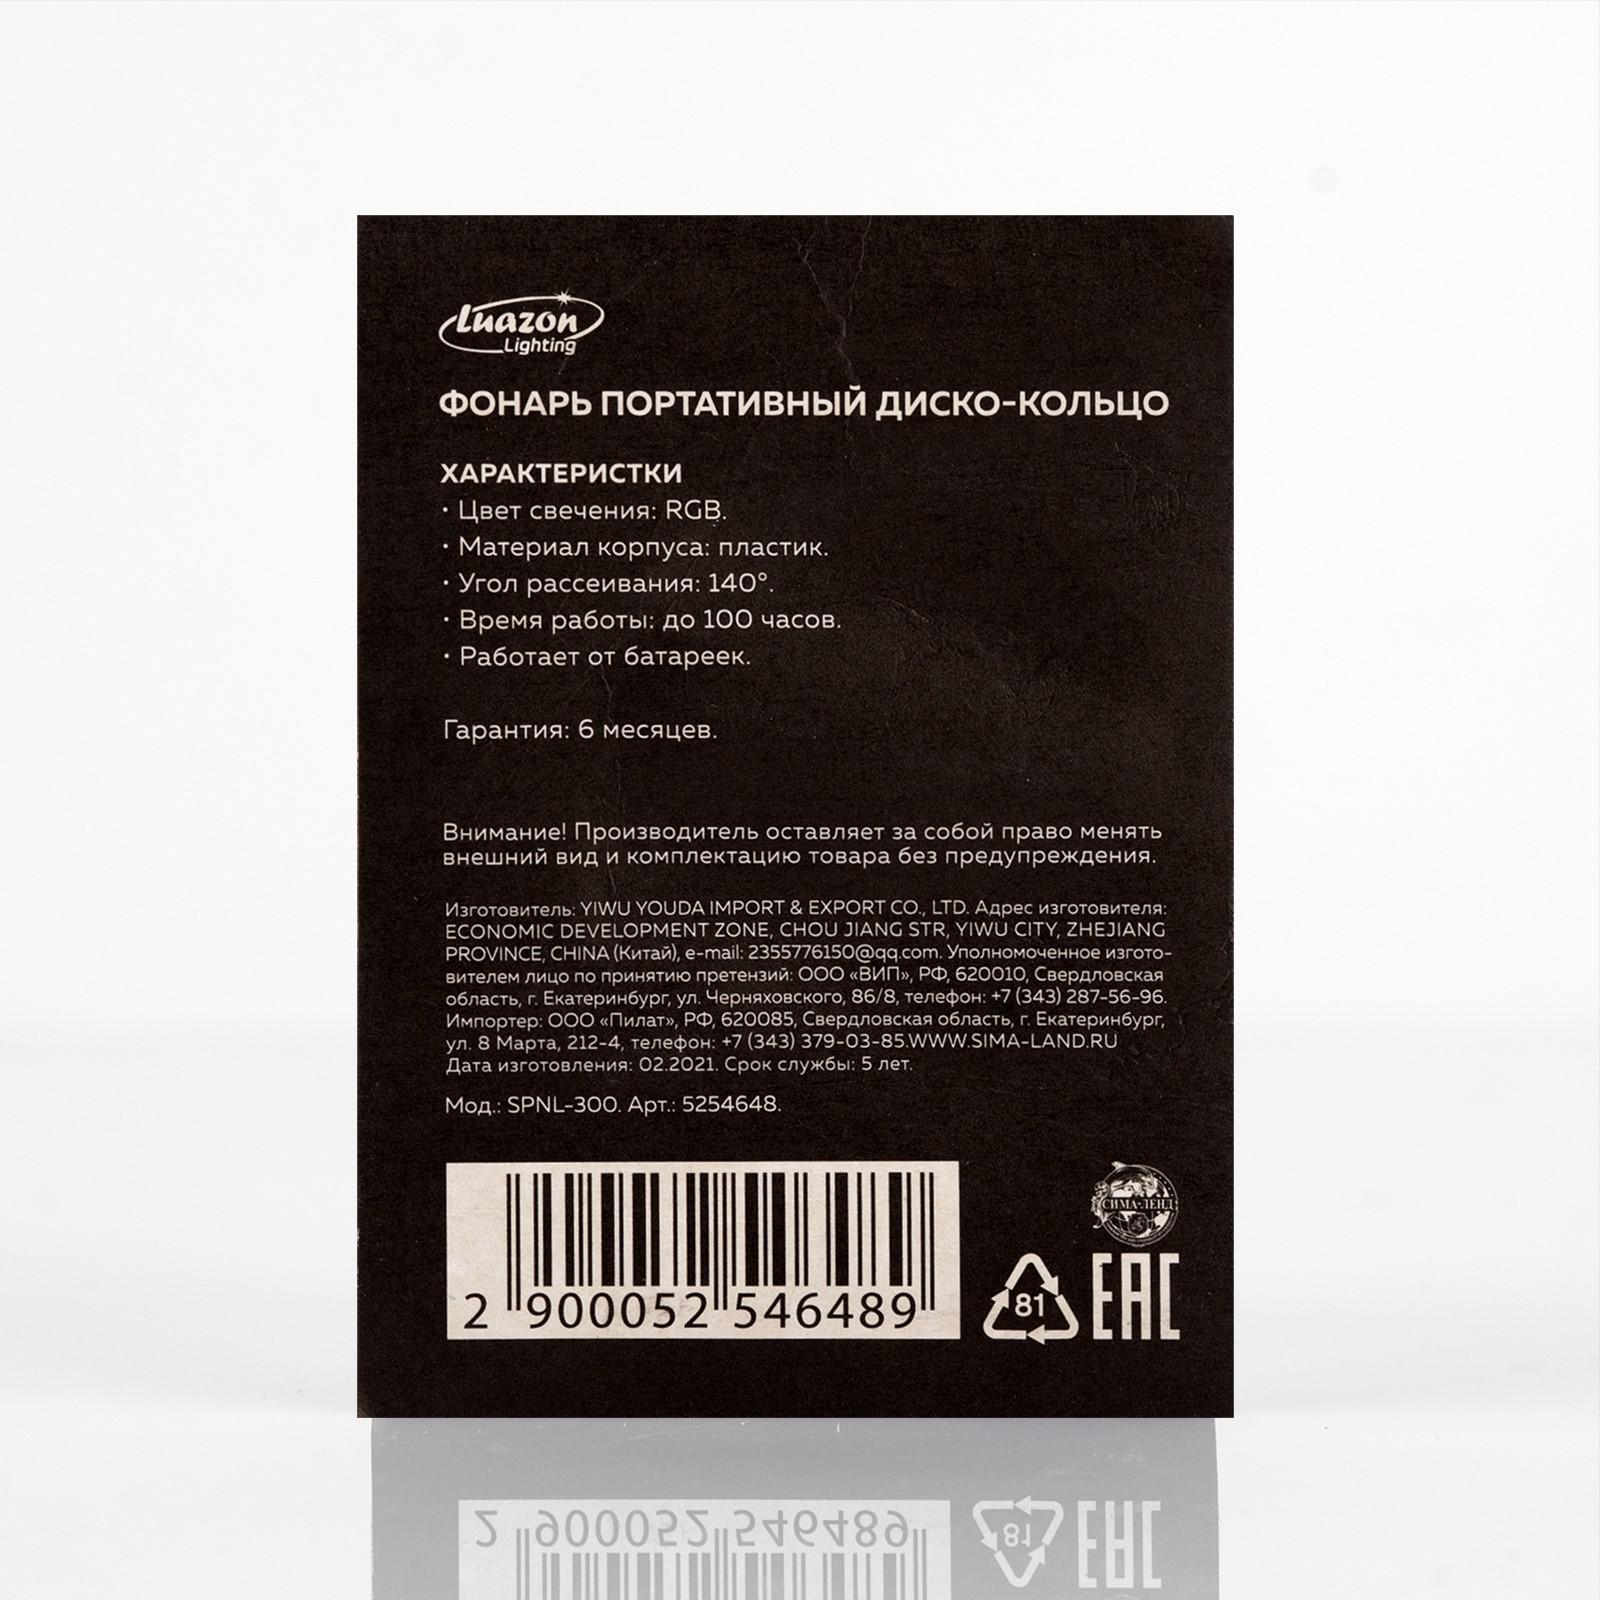 Luazon
Lighting
ФОНАРЬ ПОРТАТИВНЫЙ ДИСКО-КОЛЬЦО
ХАРАКТЕРИСТКИ
• Цвет свечения: RGB.
• Материал корпуса: пластик.
• Угол рассеивания: 140°.
• Время работы: до 100 часов.
• Работает от батареек.
Гарантия: 6 месяцев.
Внимание! Производитель оставляет за собой право менять
внешний вид и комплектацию товара без предупреждения.
Изготовитель: YIWU YOUDA IMPORT & EXPORT CO., LTD. Адрес изготовителя:
ECONOMIC DEVELOPMENT ZONE, CHOU JIANG STR, YIWU CITY, ZHEJIANG
PROVINCE, CHINA (Китай), e-mail: 2355776150@qq.com. Уполномоченное изгото-
вителем лицо по принятию претензий: ООО «ВИП», РФ, 620010, Свердловская
область, г. Екатеринбург, ул. Черняховского, 86/8, телефон: +7 (343) 287-56-96.
Импортер: ООО «Пилат», РФ, 620085, Свердловская область, г. Екатеринбург,
ул. 8 Марта, 212-4, телефон: +7 (343) 379-03-85.WWW.SIMA-LAND.RU
Дата изготовления: 02.2021. Срок службы: 5 лет.
Мод.: SPNL-300. Арт.: 5254648.
СИМА-ЛЕНД
2 900052 546489
81
EAC